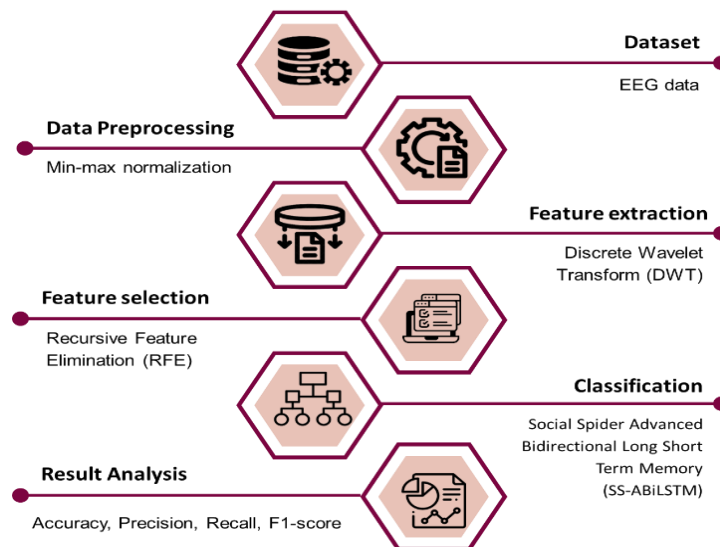 Dataset
EEG data
Data Preprocessing
Min-max normalization
Feature extraction
Discrete Wavelet
Transform (DWT)
Feature selection
Recursive Feature
Elimination (RFE)
Classification
Social Spider Advanced
Bidirectional Long Short
Term Memory
(SS-ABiLSTM)
Result Analysis
Accuracy, Precision, Recall, F1-score